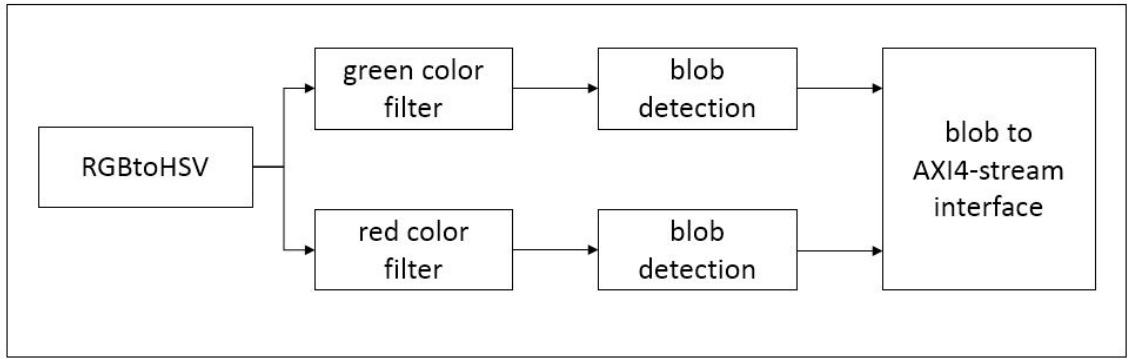 RGBtoHSV
green color
filter
blob
detection
red color
filter
blob
detection
blob to
AXI4-stream
interface